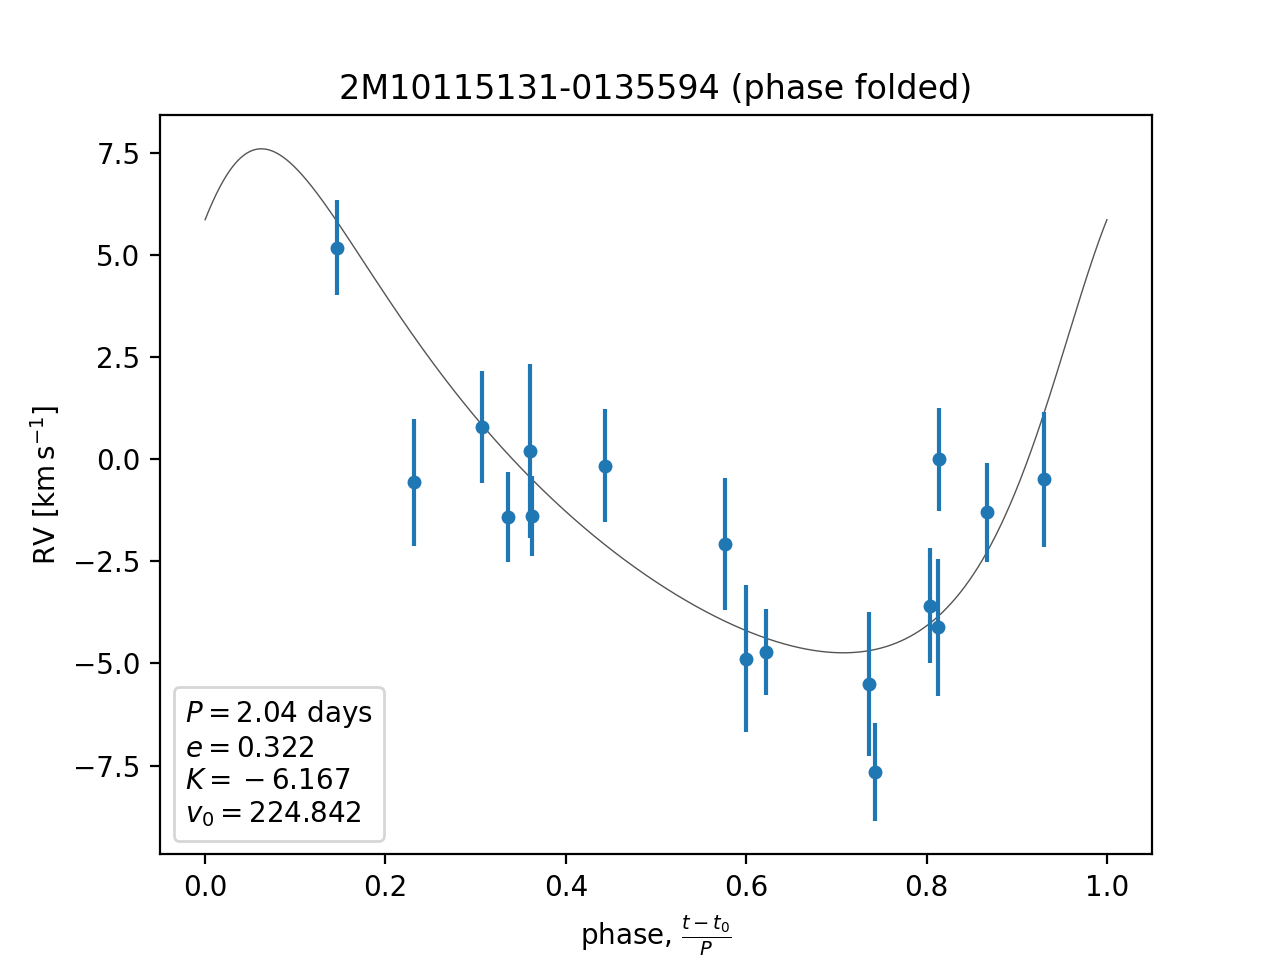 2M10115131-0135594 (phase folded)
RV [km s⁻¹]
7.5
5.0
2.5
0.0
−2.5
−5.0
−7.5
P = 2.04 days
e = 0.322
K = −6.167
v₀ = 224.842
0.0 0.2 0.4 0.6 0.8 1.0
phase, (t − t₀)/P